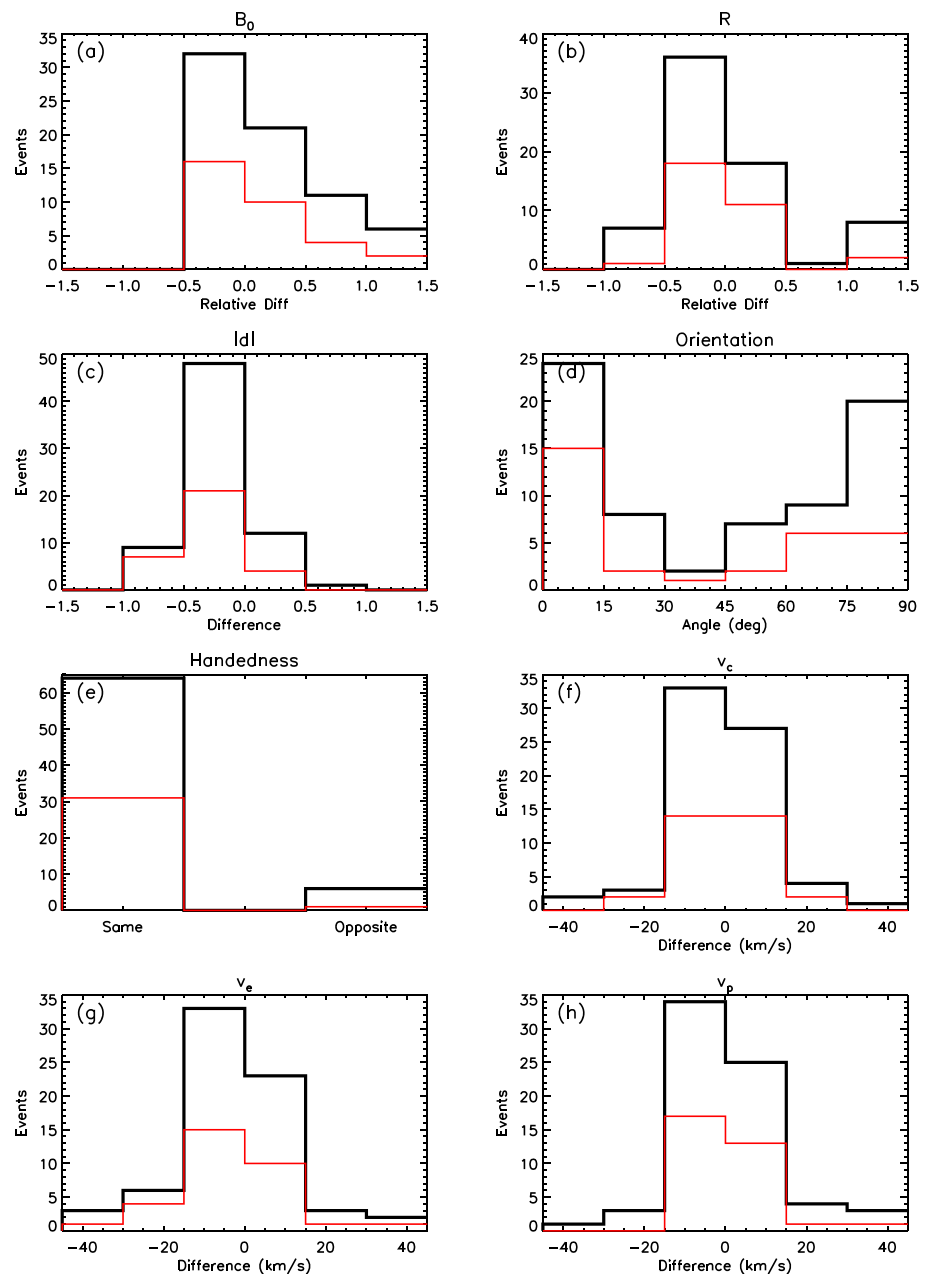 B₀
(a)
35
30
25
20
15
10
5
0
Events
−1.5 −1.0 −0.5 0.0 0.5 1.0 1.5
Relative Diff
R
(b)
40
30
20
10
0
Events
−1.5 −1.0 −0.5 0.0 0.5 1.0 1.5
Relative Diff
|d|
(c)
50
40
30
20
10
0
Events
−1.5 −1.0 −0.5 0.0 0.5 1.0 1.5
Difference
Orientation
(d)
25
20
15
10
5
0
Events
0 15 30 45 60 75 90
Angle (deg)
Handedness
(e)
60
50
40
30
20
10
0
Events
Same Opposite
v_c
(f)
35
30
25
20
15
10
5
0
Events
−40 −20 0 20 40
Difference (km/s)
v_e
(g)
35
30
25
20
15
10
5
0
Events
−40 −20 0 20 40
Difference (km/s)
v_p
(h)
35
30
25
20
15
10
5
0
Events
−40 −20 0 20 40
Difference (km/s)